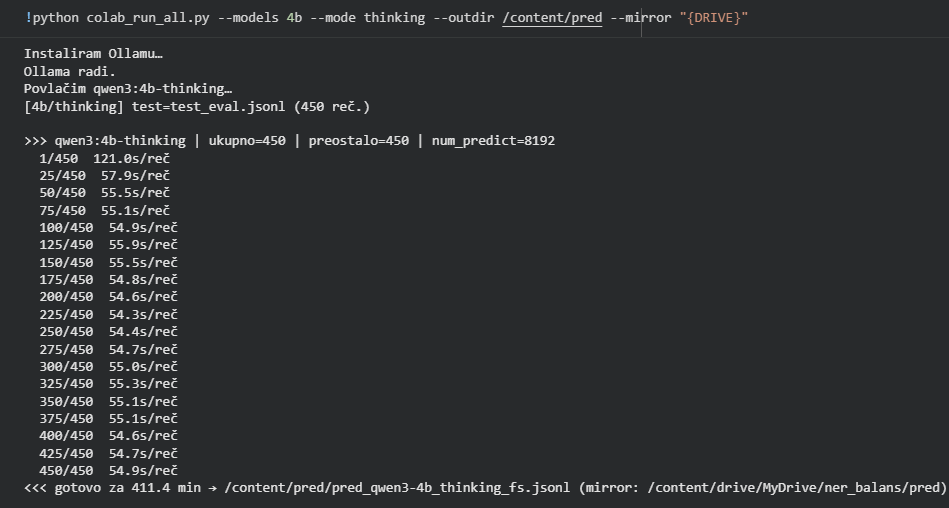 !python colab_run_all.py --models 4b --mode thinking --outdir /content/pred --mirror "{DRIVE}"
Instaliram Ollamu…
Ollama radi.
Povlačim qwen3:4b-thinking…
[4b/thinking] test=test_eval.jsonl (450 reč.)
>>> qwen3:4b-thinking | ukupno=450 | preostalo=450 | num_predict=8192
1/450 121.0s/reč
25/450 57.9s/reč
50/450 55.5s/reč
75/450 55.1s/reč
100/450 54.9s/reč
125/450 55.9s/reč
150/450 55.5s/reč
175/450 54.8s/reč
200/450 54.6s/reč
225/450 54.3s/reč
250/450 54.4s/reč
275/450 54.7s/reč
300/450 55.0s/reč
325/450 55.3s/reč
350/450 55.1s/reč
375/450 55.1s/reč
400/450 54.6s/reč
425/450 54.7s/reč
450/450 54.9s/reč
<<< gotovo za 411.4 min → /content/pred/pred_qwen3-4b_thinking_fs.jsonl (mirror: /content/drive/MyDrive/ner_balans/pred)